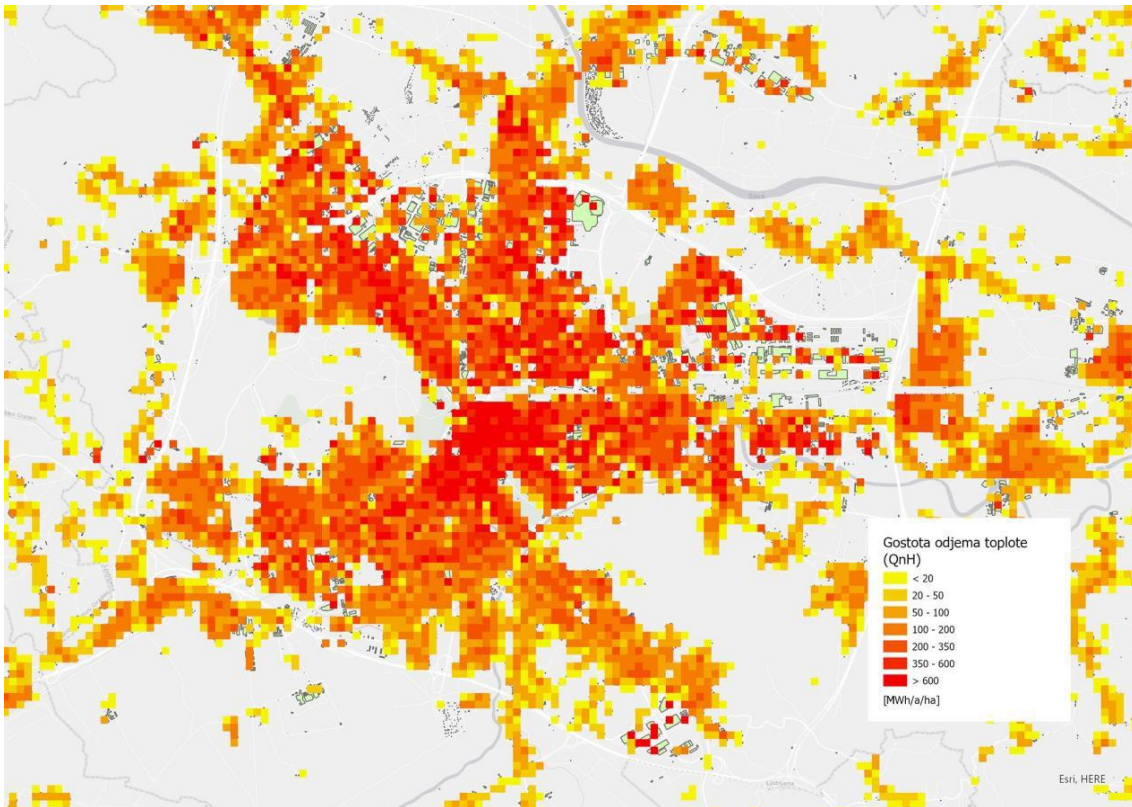 Gostota odjema toplote
(QnH)
< 20
20 - 50
50 - 100
100 - 200
200 - 350
350 - 600
> 600
[MWh/a/ha]
Ljubljana
Esri, HERE